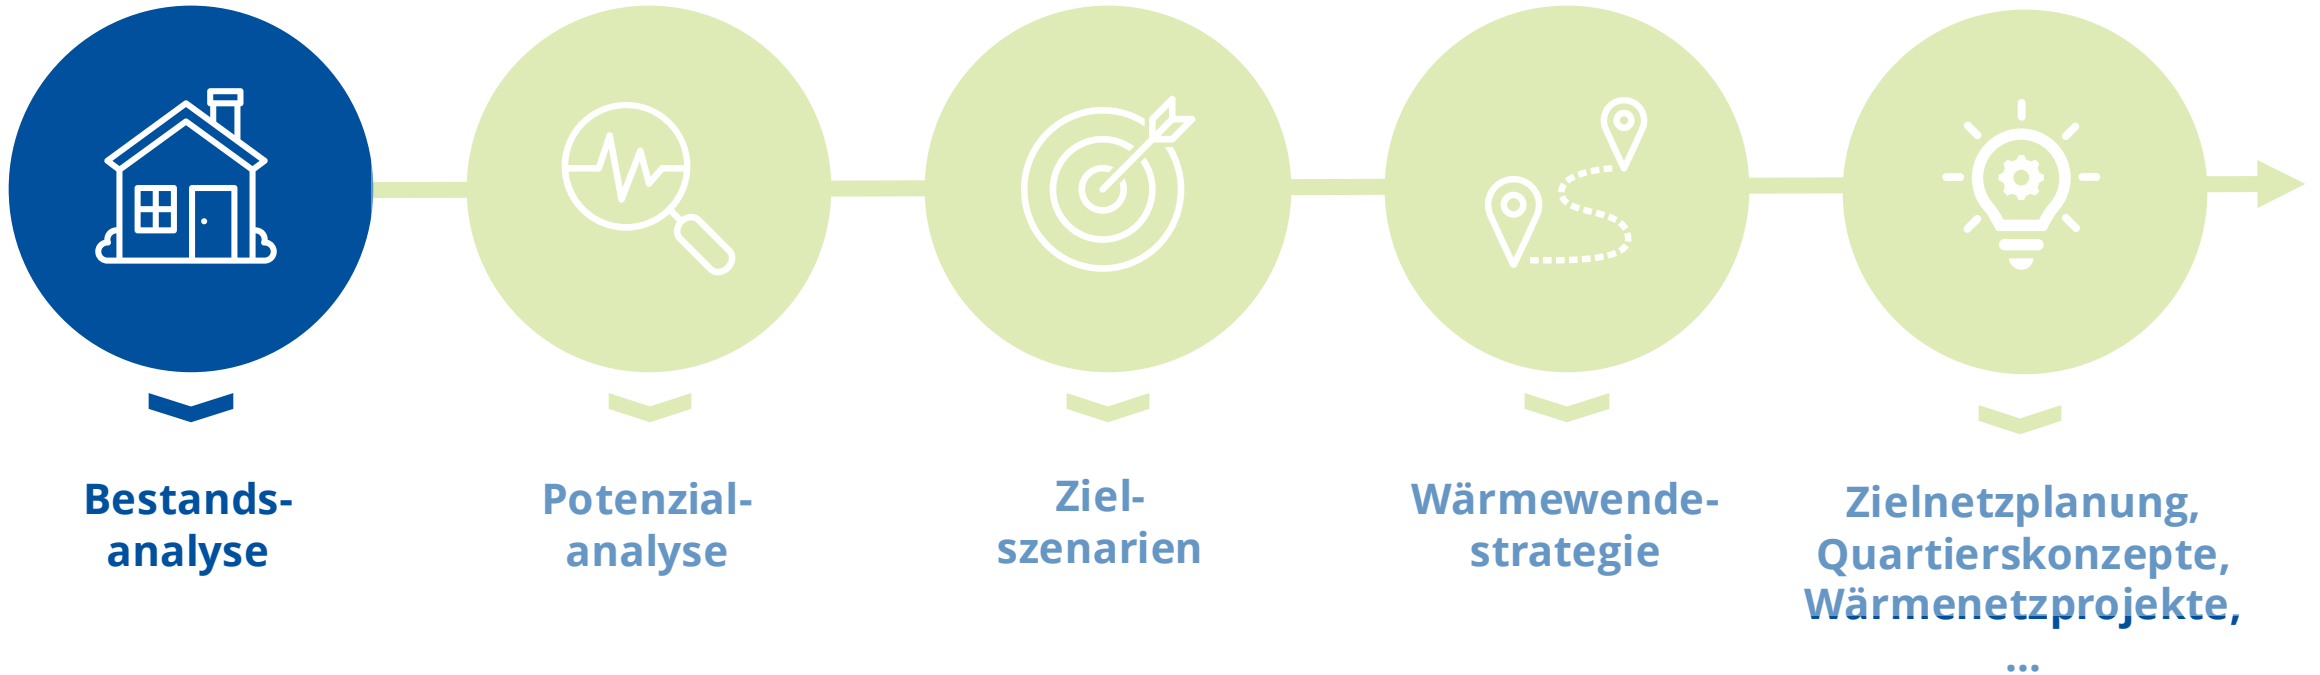 Bestands-
analyse
Potenzial-
analyse
Ziel-
szenarien
Wärmewende-
strategie
Zielnetzplanung,
Quartierskonzepte,
Wärmenetzprojekte,
...